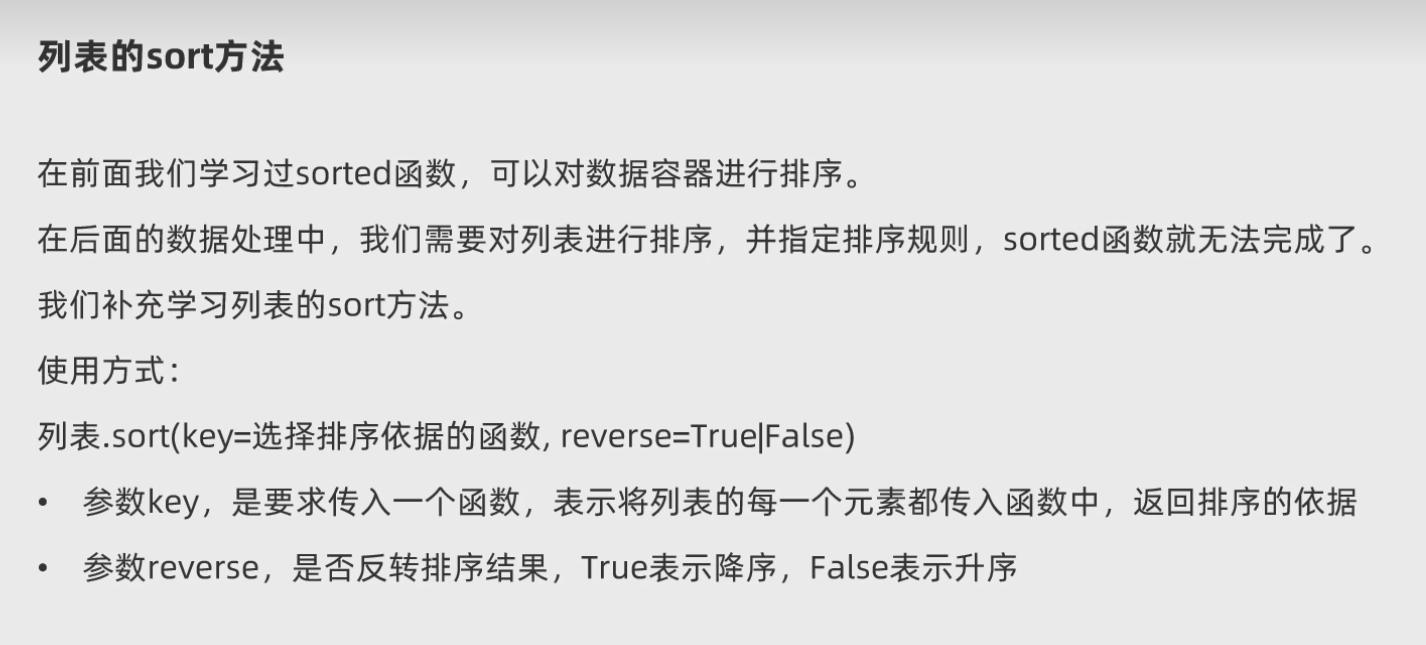 列表的sort方法
在前面我们学习过sorted函数，可以对数据容器进行排序。
在后面的数据处理中，我们需要对列表进行排序，并指定排序规则，sorted函数就无法完成了。
我们补充学习列表的sort方法。
使用方式：
列表.sort(key=选择排序依据的函数, reverse=True|False)
• 参数key，是要求传入一个函数，表示将列表的每一个元素都传入函数中，返回排序的依据
• 参数reverse，是否反转排序结果，True表示降序，False表示升序